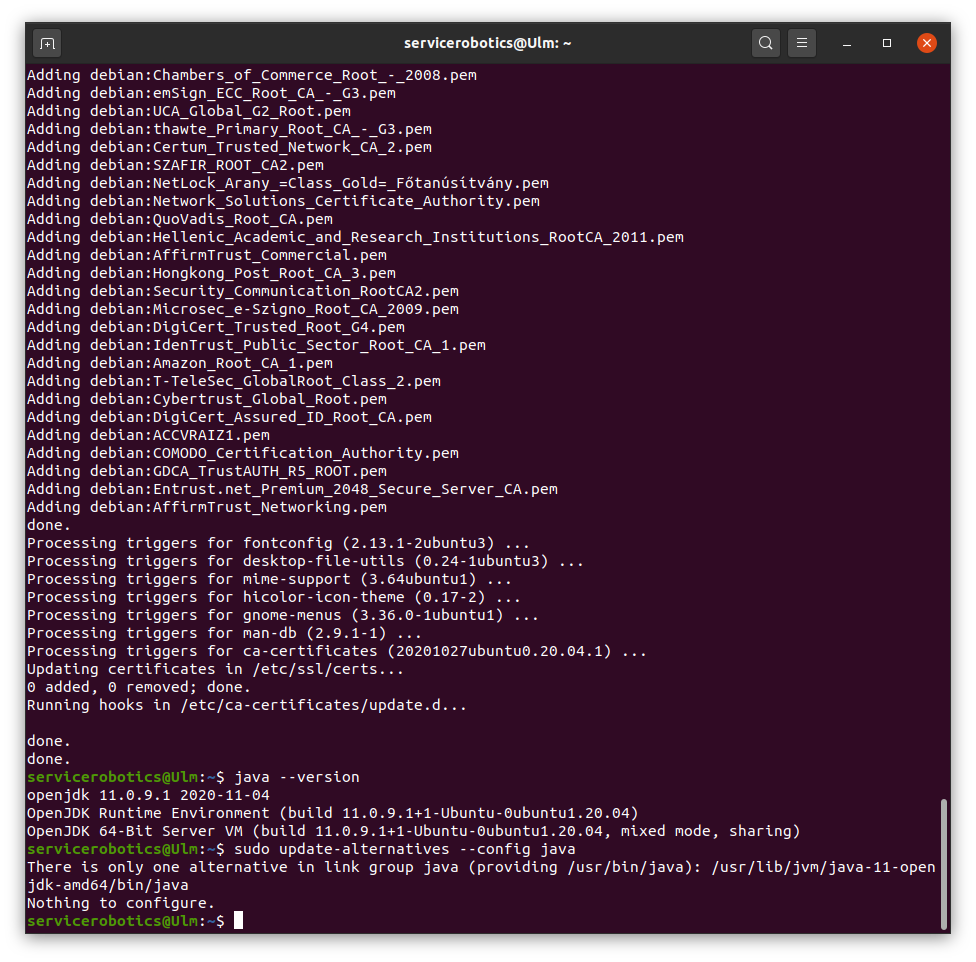 servicerobotics@Ulm: ~
Adding debian:Chambers_of_Commerce_Root_-_2008.pem
Adding debian:emSign_ECC_Root_CA_-_G3.pem
Adding debian:UCA_Global_G2_Root.pem
Adding debian:thawte_Primary_Root_CA_-_G3.pem
Adding debian:Certum_Trusted_Network_CA_2.pem
Adding debian:SZAFIR_ROOT_CA2.pem
Adding debian:NetLock_Arany_=Class_Gold=_Főtanúsítvány.pem
Adding debian:Network_Solutions_Certificate_Authority.pem
Adding debian:QuoVadis_Root_CA.pem
Adding debian:Hellenic_Academic_and_Research_Institutions_RootCA_2011.pem
Adding debian:AffirmTrust_Commercial.pem
Adding debian:Hongkong_Post_Root_CA_3.pem
Adding debian:Security_Communication_RootCA2.pem
Adding debian:Microsec_e-Szigno_Root_CA_2009.pem
Adding debian:DigiCert_Trusted_Root_G4.pem
Adding debian:IdenTrust_Public_Sector_Root_CA_1.pem
Adding debian:Amazon_Root_CA_1.pem
Adding debian:T-TeleSec_GlobalRoot_Class_2.pem
Adding debian:Cybertrust_Global_Root.pem
Adding debian:DigiCert_Assured_ID_Root_CA.pem
Adding debian:ACCVRAIZ1.pem
Adding debian:COMODO_Certification_Authority.pem
Adding debian:GDCA_TrustAUTH_R5_ROOT.pem
Adding debian:Entrust.net_Premium_2048_Secure_Server_CA.pem
Adding debian:AffirmTrust_Networking.pem
done.
Processing triggers for fontconfig (2.13.1-2ubuntu3) ...
Processing triggers for desktop-file-utils (0.24-1ubuntu3) ...
Processing triggers for mime-support (3.64ubuntu1) ...
Processing triggers for hicolor-icon-theme (0.17-2) ...
Processing triggers for gnome-menus (3.36.0-1ubuntu1) ...
Processing triggers for man-db (2.9.1-1) ...
Processing triggers for ca-certificates (20201027ubuntu0.20.04.1) ...
Updating certificates in /etc/ssl/certs...
0 added, 0 removed; done.
Running hooks in /etc/ca-certificates/update.d...
done.
done.
servicerobotics@Ulm:~$ java --version
openjdk 11.0.9.1 2020-11-04
OpenJDK Runtime Environment (build 11.0.9.1+1-Ubuntu-0ubuntu1.20.04)
OpenJDK 64-Bit Server VM (build 11.0.9.1+1-Ubuntu-0ubuntu1.20.04, mixed mode, sharing)
servicerobotics@Ulm:~$ sudo update-alternatives --config java
There is only one alternative in link group java (providing /usr/bin/java): /usr/lib/jvm/java-11-open
jdk-amd64/bin/java
Nothing to configure.
servicerobotics@Ulm:~$